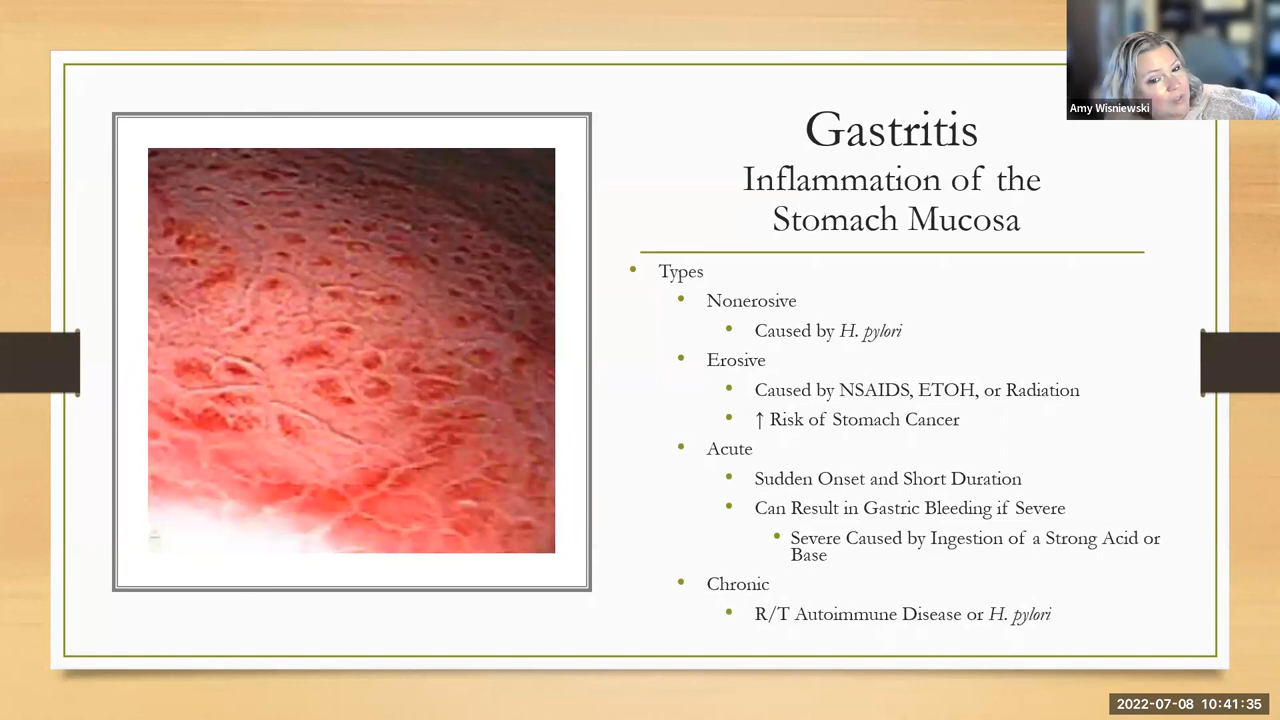 Amy Wisniewski
Gastritis
Inflammation of the
Stomach Mucosa
• Types
• Nonerosive
• Caused by H. pylori
• Erosive
• Caused by NSAIDS, ETOH, or Radiation
• ↑ Risk of Stomach Cancer
• Acute
• Sudden Onset and Short Duration
• Can Result in Gastric Bleeding if Severe
• Severe Caused by Ingestion of a Strong Acid or
Base
• Chronic
• R/T Autoimmune Disease or H. pylori
2022-07-08 10:41:35